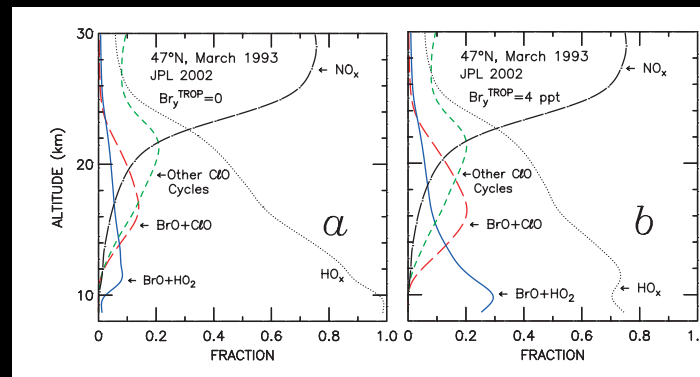 30
20
10
ALTITUDE (km)
47°N, March 1993
JPL 2002
Br_y^TROP=0
NO_x
Other ClO
Cycles
BrO+ClO
a
HO_x
BrO+HO_2
0 0.2 0.4 0.6 0.8 1.0
FRACTION
47°N, March 1993
JPL 2002
Br_y^TROP=4 ppt
NO_x
Other ClO
Cycles
BrO+ClO
b
BrO+HO_2
HO_x
0 0.2 0.4 0.6 0.8 1.
FRACTION